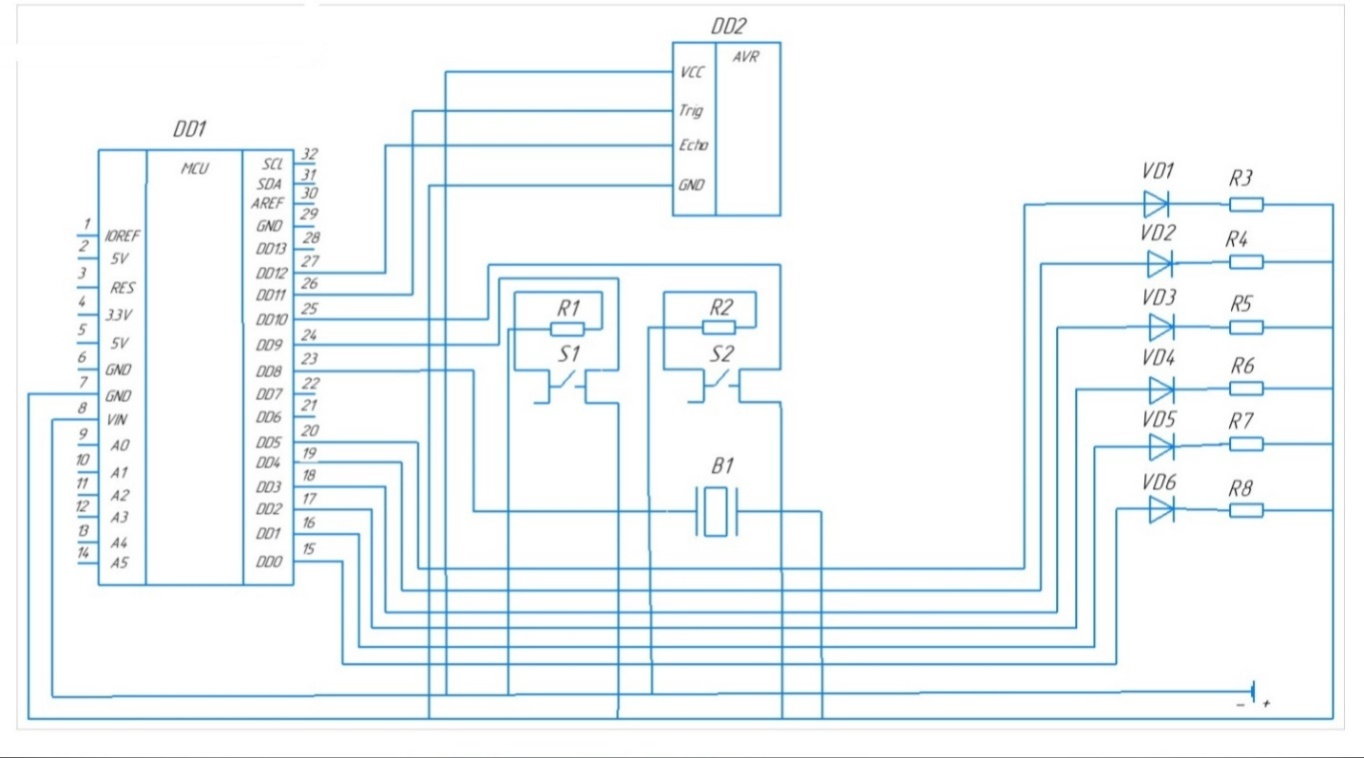 DD2
VCC AVR
Trig
Echo
GND
DD1
MCU
1 IOREF
2 5V
3 RES
4 3.3V
5 5V
6 GND
7 GND
8 VIN
9 A0
10 A1
11 A2
12 A3
13 A4
14 A5
SCL 32
SDA 31
AREF 30
GND 29
DD13 28
DD12 27
DD11 26
DD10 25
DD9 24
DD8 23
DD7 22
DD6 21
DD5 20
DD4 19
DD3 18
DD2 17
DD1 16
DD0 15
R1
S1
R2
S2
B1
VD1 R3
VD2 R4
VD3 R5
VD4 R6
VD5 R7
VD6 R8
– +